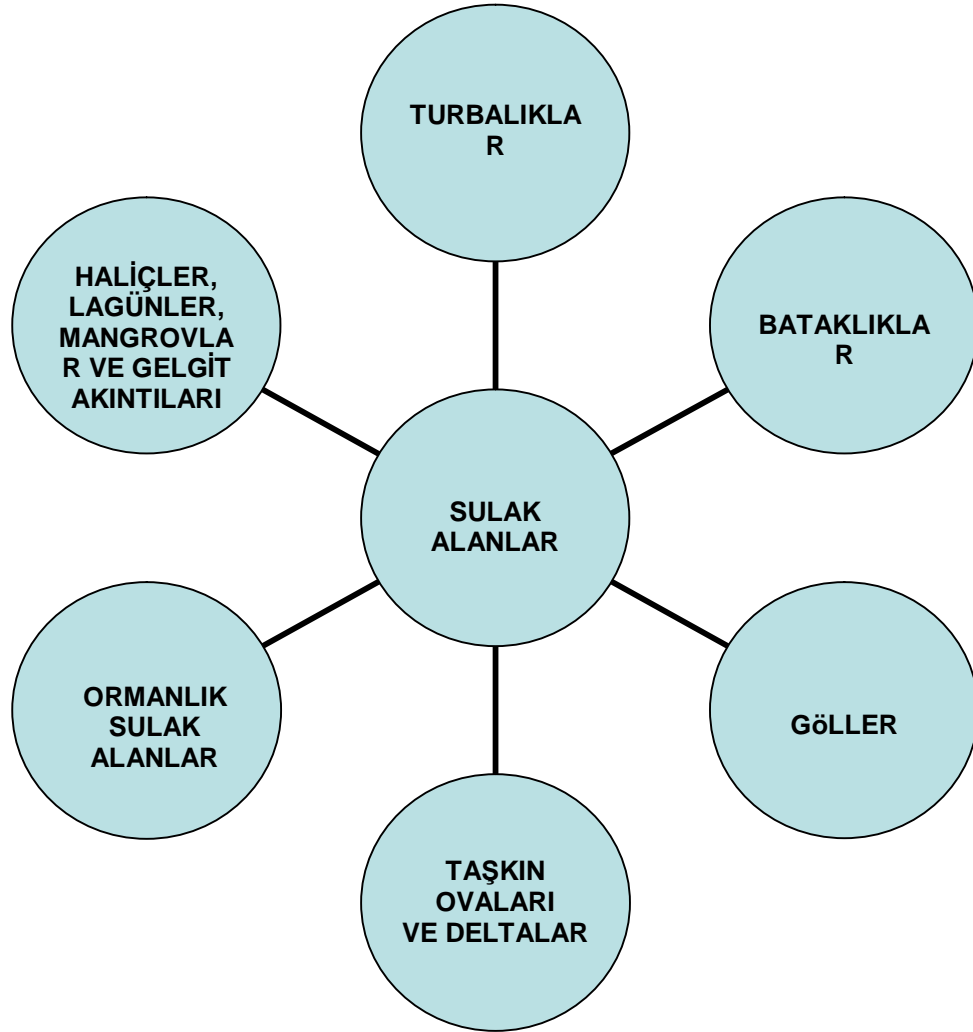 TURBALIKLA
R
HALİÇLER,
LAGÜNLER,
MANGROVLA
R VE GELGİT
AKINTILARI
BATAKLIKLA
R
SULAK
ALANLAR
ORMANLIK
SULAK
ALANLAR
GöLLER
TAŞKIN
OVALARI
VE DELTALAR